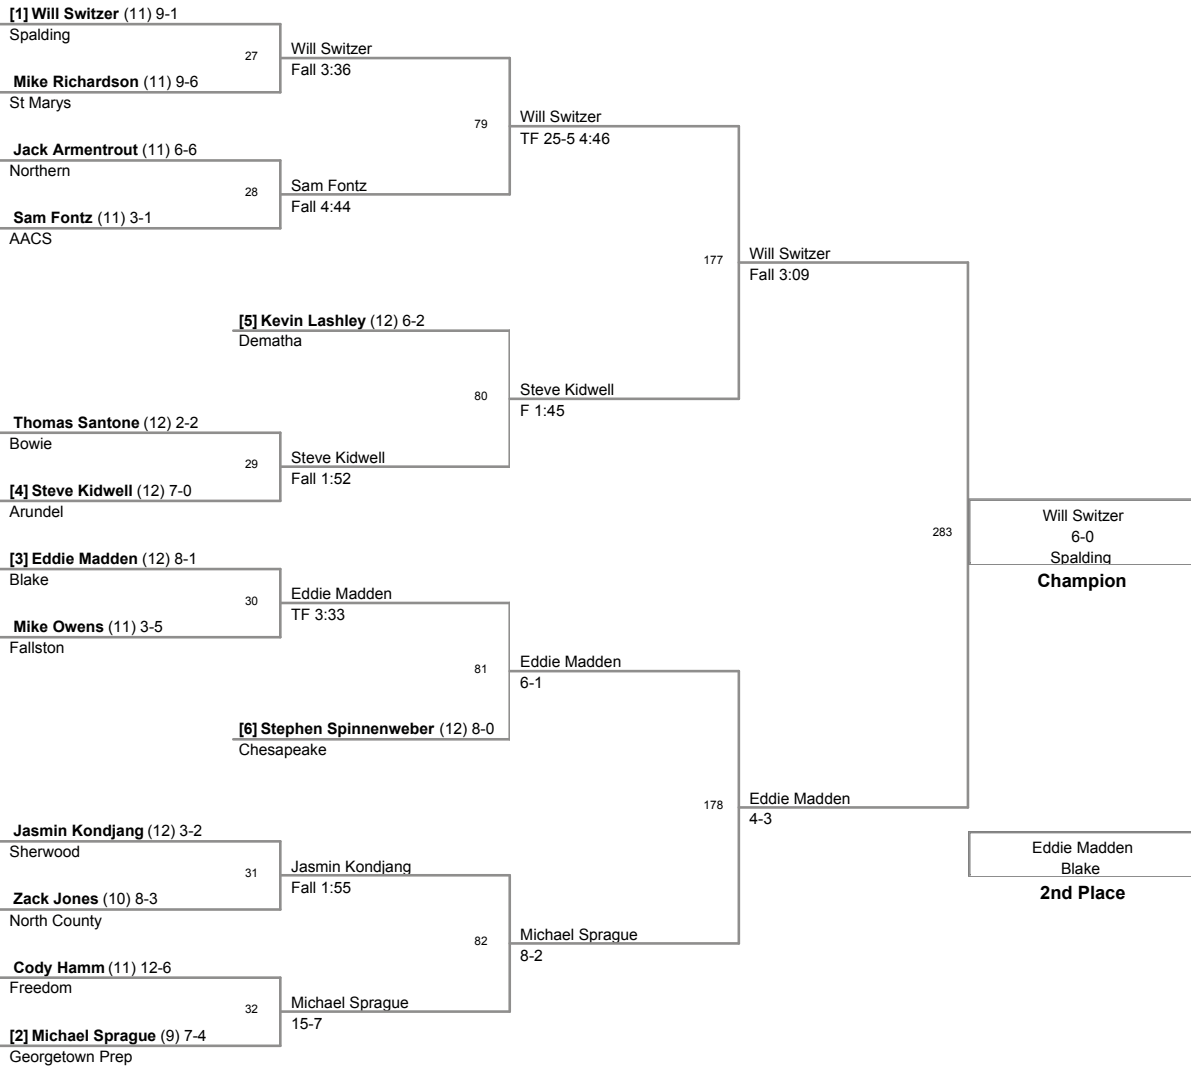 [1] Will Switzer (11) 9-1
Spalding
27
Will Switzer
Fall 3:36
Mike Richardson (11) 9-6
St Marys
79
Will Switzer
TF 25-5 4:46
Jack Armentrout (11) 6-6
Northern
28
Sam Fontz
Fall 4:44
Sam Fontz (11) 3-1
AACS
177
Will Switzer
Fall 3:09
[5] Kevin Lashley (12) 6-2
Dematha
80
Steve Kidwell
F 1:45
Thomas Santone (12) 2-2
Bowie
29
Steve Kidwell
Fall 1:52
[4] Steve Kidwell (12) 7-0
Arundel
283
Will Switzer
6-0
Spalding
Champion
[3] Eddie Madden (12) 8-1
Blake
30
Eddie Madden
TF 3:33
Mike Owens (11) 3-5
Fallston
81
Eddie Madden
6-1
[6] Stephen Spinnenweber (12) 8-0
Chesapeake
178
Eddie Madden
4-3
Jasmin Kondjang (12) 3-2
Sherwood
31
Jasmin Kondjang
Fall 1:55
Zack Jones (10) 8-3
North County
Eddie Madden
Blake
2nd Place
82
Michael Sprague
8-2
Cody Hamm (11) 12-6
Freedom
32
Michael Sprague
15-7
[2] Michael Sprague (9) 7-4
Georgetown Prep